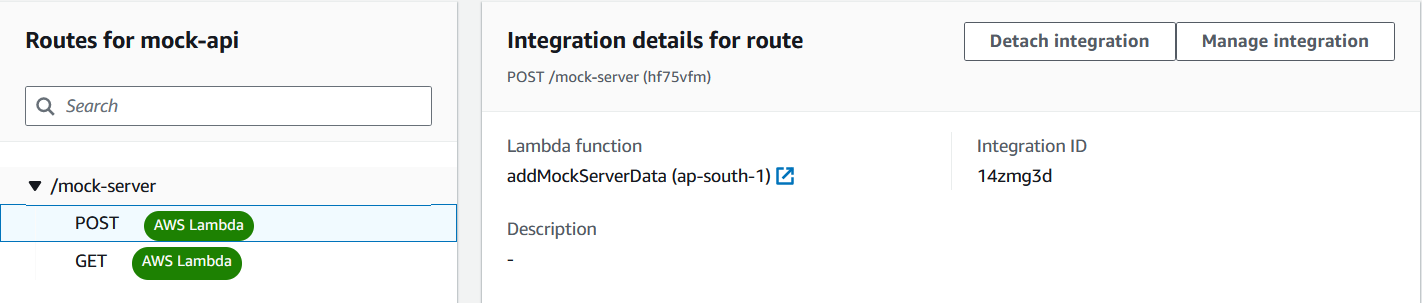 Routes for mock-api
Search
/mock-server
POST AWS Lambda
GET AWS Lambda
Integration details for route
Detach integration
Manage integration
POST /mock-server (hf75vfm)
Lambda function
addMockServerData (ap-south-1)
Integration ID
14zmg3d
Description
-